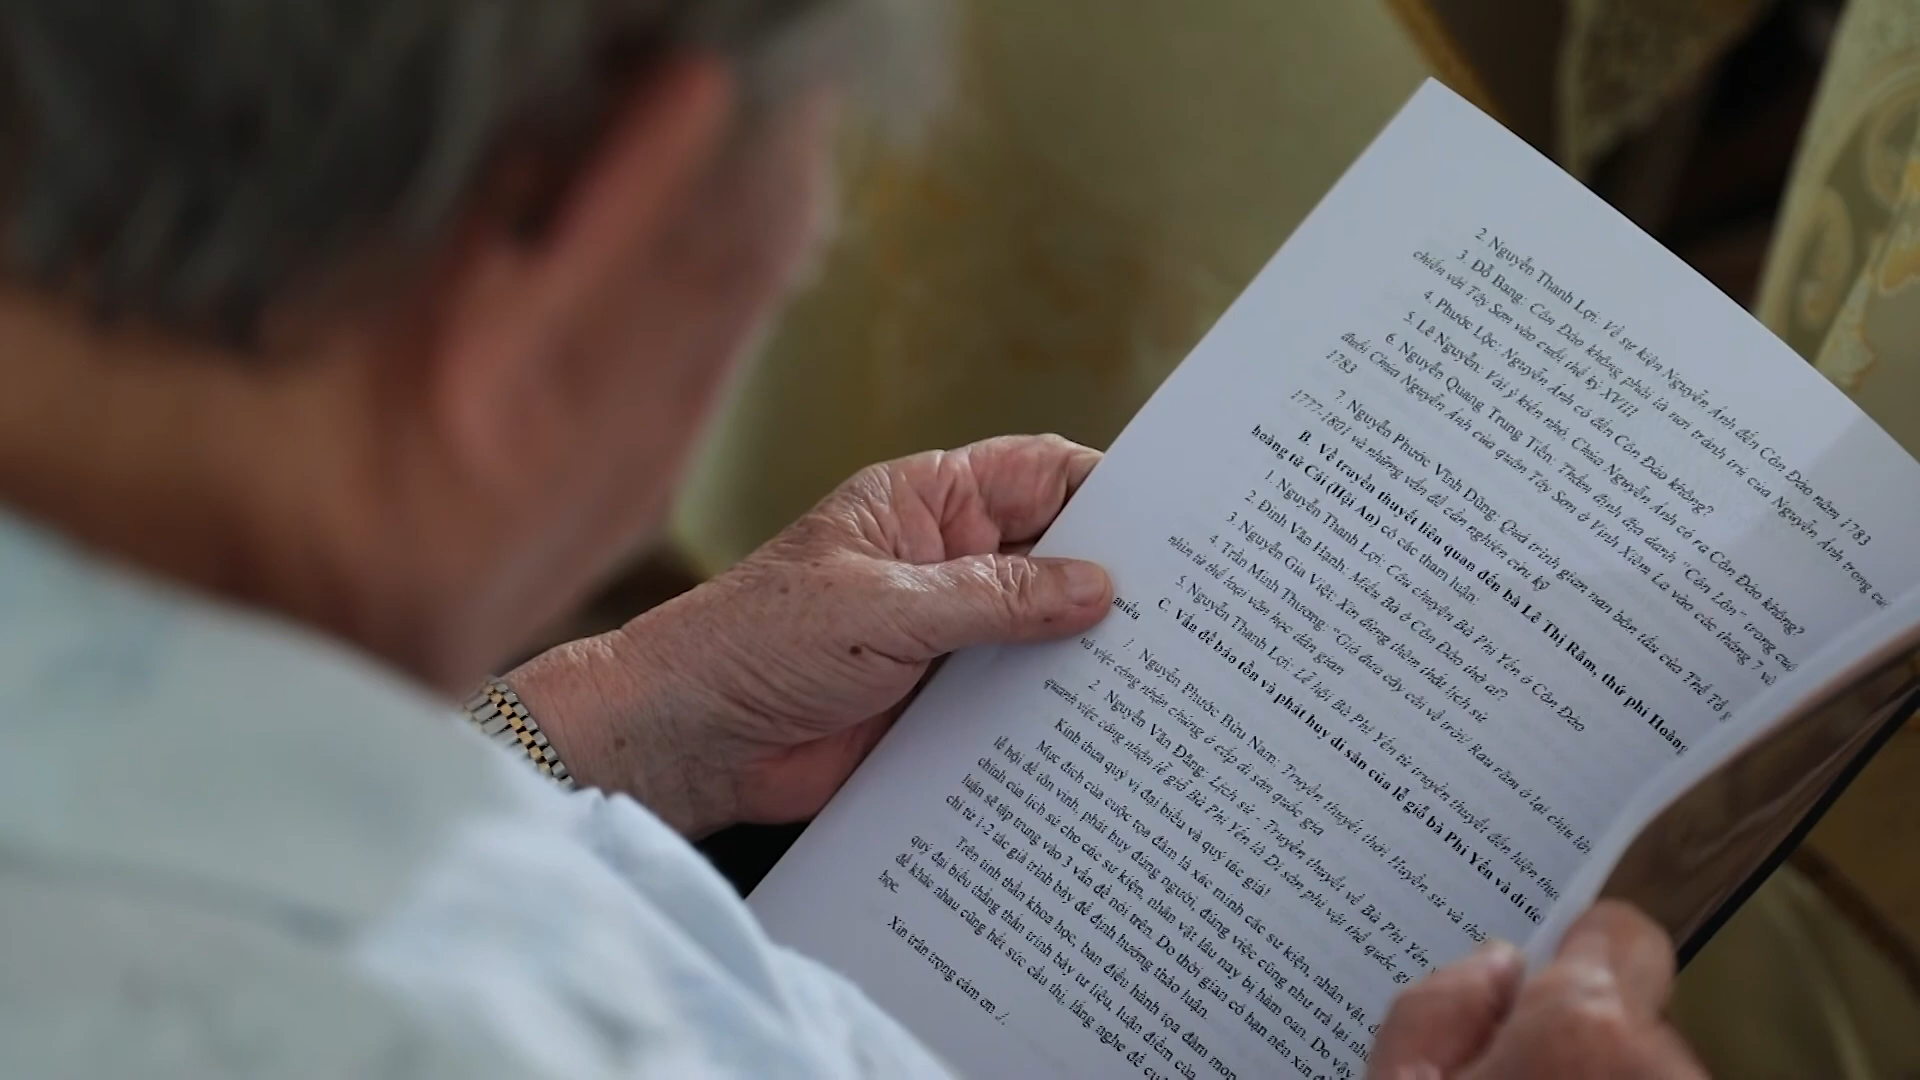 2. Nguyễn Thanh Lợi: Về sự kiện Nguyễn Ánh đến Côn Đảo năm 1783
3. Đỗ Bang: Côn Đảo không phải là nơi tránh trú của Nguyễn Ánh trong
chiến với Tây Sơn vào cuối thế kỷ XVIII
4. Phước Lộc: Nguyễn Ánh có đến Côn Đảo không?
5. Lê Nguyễn: Vài ý kiến nhỏ, Chúa Nguyễn Ánh có ra Côn Đảo không?
6. Nguyễn Quang Trung Tiến: Thẩm định địa danh "Côn Lôn" trong
đuổi Chúa Nguyễn Ánh của quân Tây Sơn ở Vịnh Xiêm La vào các tháng 7 và
1783
7. Nguyễn Phước Vĩnh Dũng: Quá trình gian nan bôn tẩu của Thế Tổ
1777-1801 và những vấn đề cần nghiên cứu kỹ
B. Về truyền thuyết liên quan đến bà Lê Thị Răm, thứ phi Hoàng
hoàng tử Cải (Hội An) có các tham luận:
1. Nguyễn Thanh Lợi: Câu chuyện Bà Phi Yến ở Côn Đảo
2. Đinh Văn Hạnh: Miếu Bà ở Côn Đảo thờ ai?
3. Nguyễn Gia Việt: Xin đừng thêm thắt lịch sử
4. Trần Minh Thương: "Gió đưa cây cải về trời/ Rau răm ở lại chịu
nhìn từ thể loại văn học dân gian
5. Nguyễn Thanh Lợi: Lễ hội Bà Phi Yến từ truyền thuyết đến hiện thực
C. Vấn đề bảo tồn và phát huy di sản của lễ giỗ bà Phi Yến và di tíc
miếu
1. Nguyễn Phước Bửu Nam: Truyền thuyết, thời Huyền sử và
và việc công nhận chúng ở cấp di sản quốc gia
2. Nguyễn Văn Đăng: Lịch sử - Truyền thuyết về Bà Phi Yến
quanh việc công nhận lễ giỗ Bà Phi Yến là Di sản phi vật thể quốc gi
Kính thưa quý vị đại biểu và quý tác giả!
Mục đích của cuộc tọa đàm là xác minh các sự kiện, nhân vật,
lễ hội để tôn vinh, phát huy đúng người, đúng việc cũng như trả lại
chính của lịch sử cho các sự kiện, nhân vật lâu nay bị hàm oan. Do vậy
luận sẽ tập trung vào 3 vấn đề nói trên. Do thời gian có hạn nên xin
chỉ từ 1-2 tác giả trình bày để định hướng thảo luận.
Trên tinh thần khoa học, ban điều hành tọa đàm mon
quý đại biểu thẳng thắn trình bày tư liệu, luận điểm của
dề khác nhau cũng hết sức cầu thị, lắng nghe để
học.
Xin trân trọng cám ơn ./.